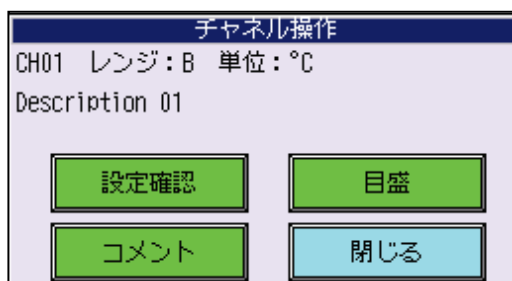 チャネル操作
CH01 レンジ:B 単位:°C
Description 01
設定確認 目盛
コメント 閉じる